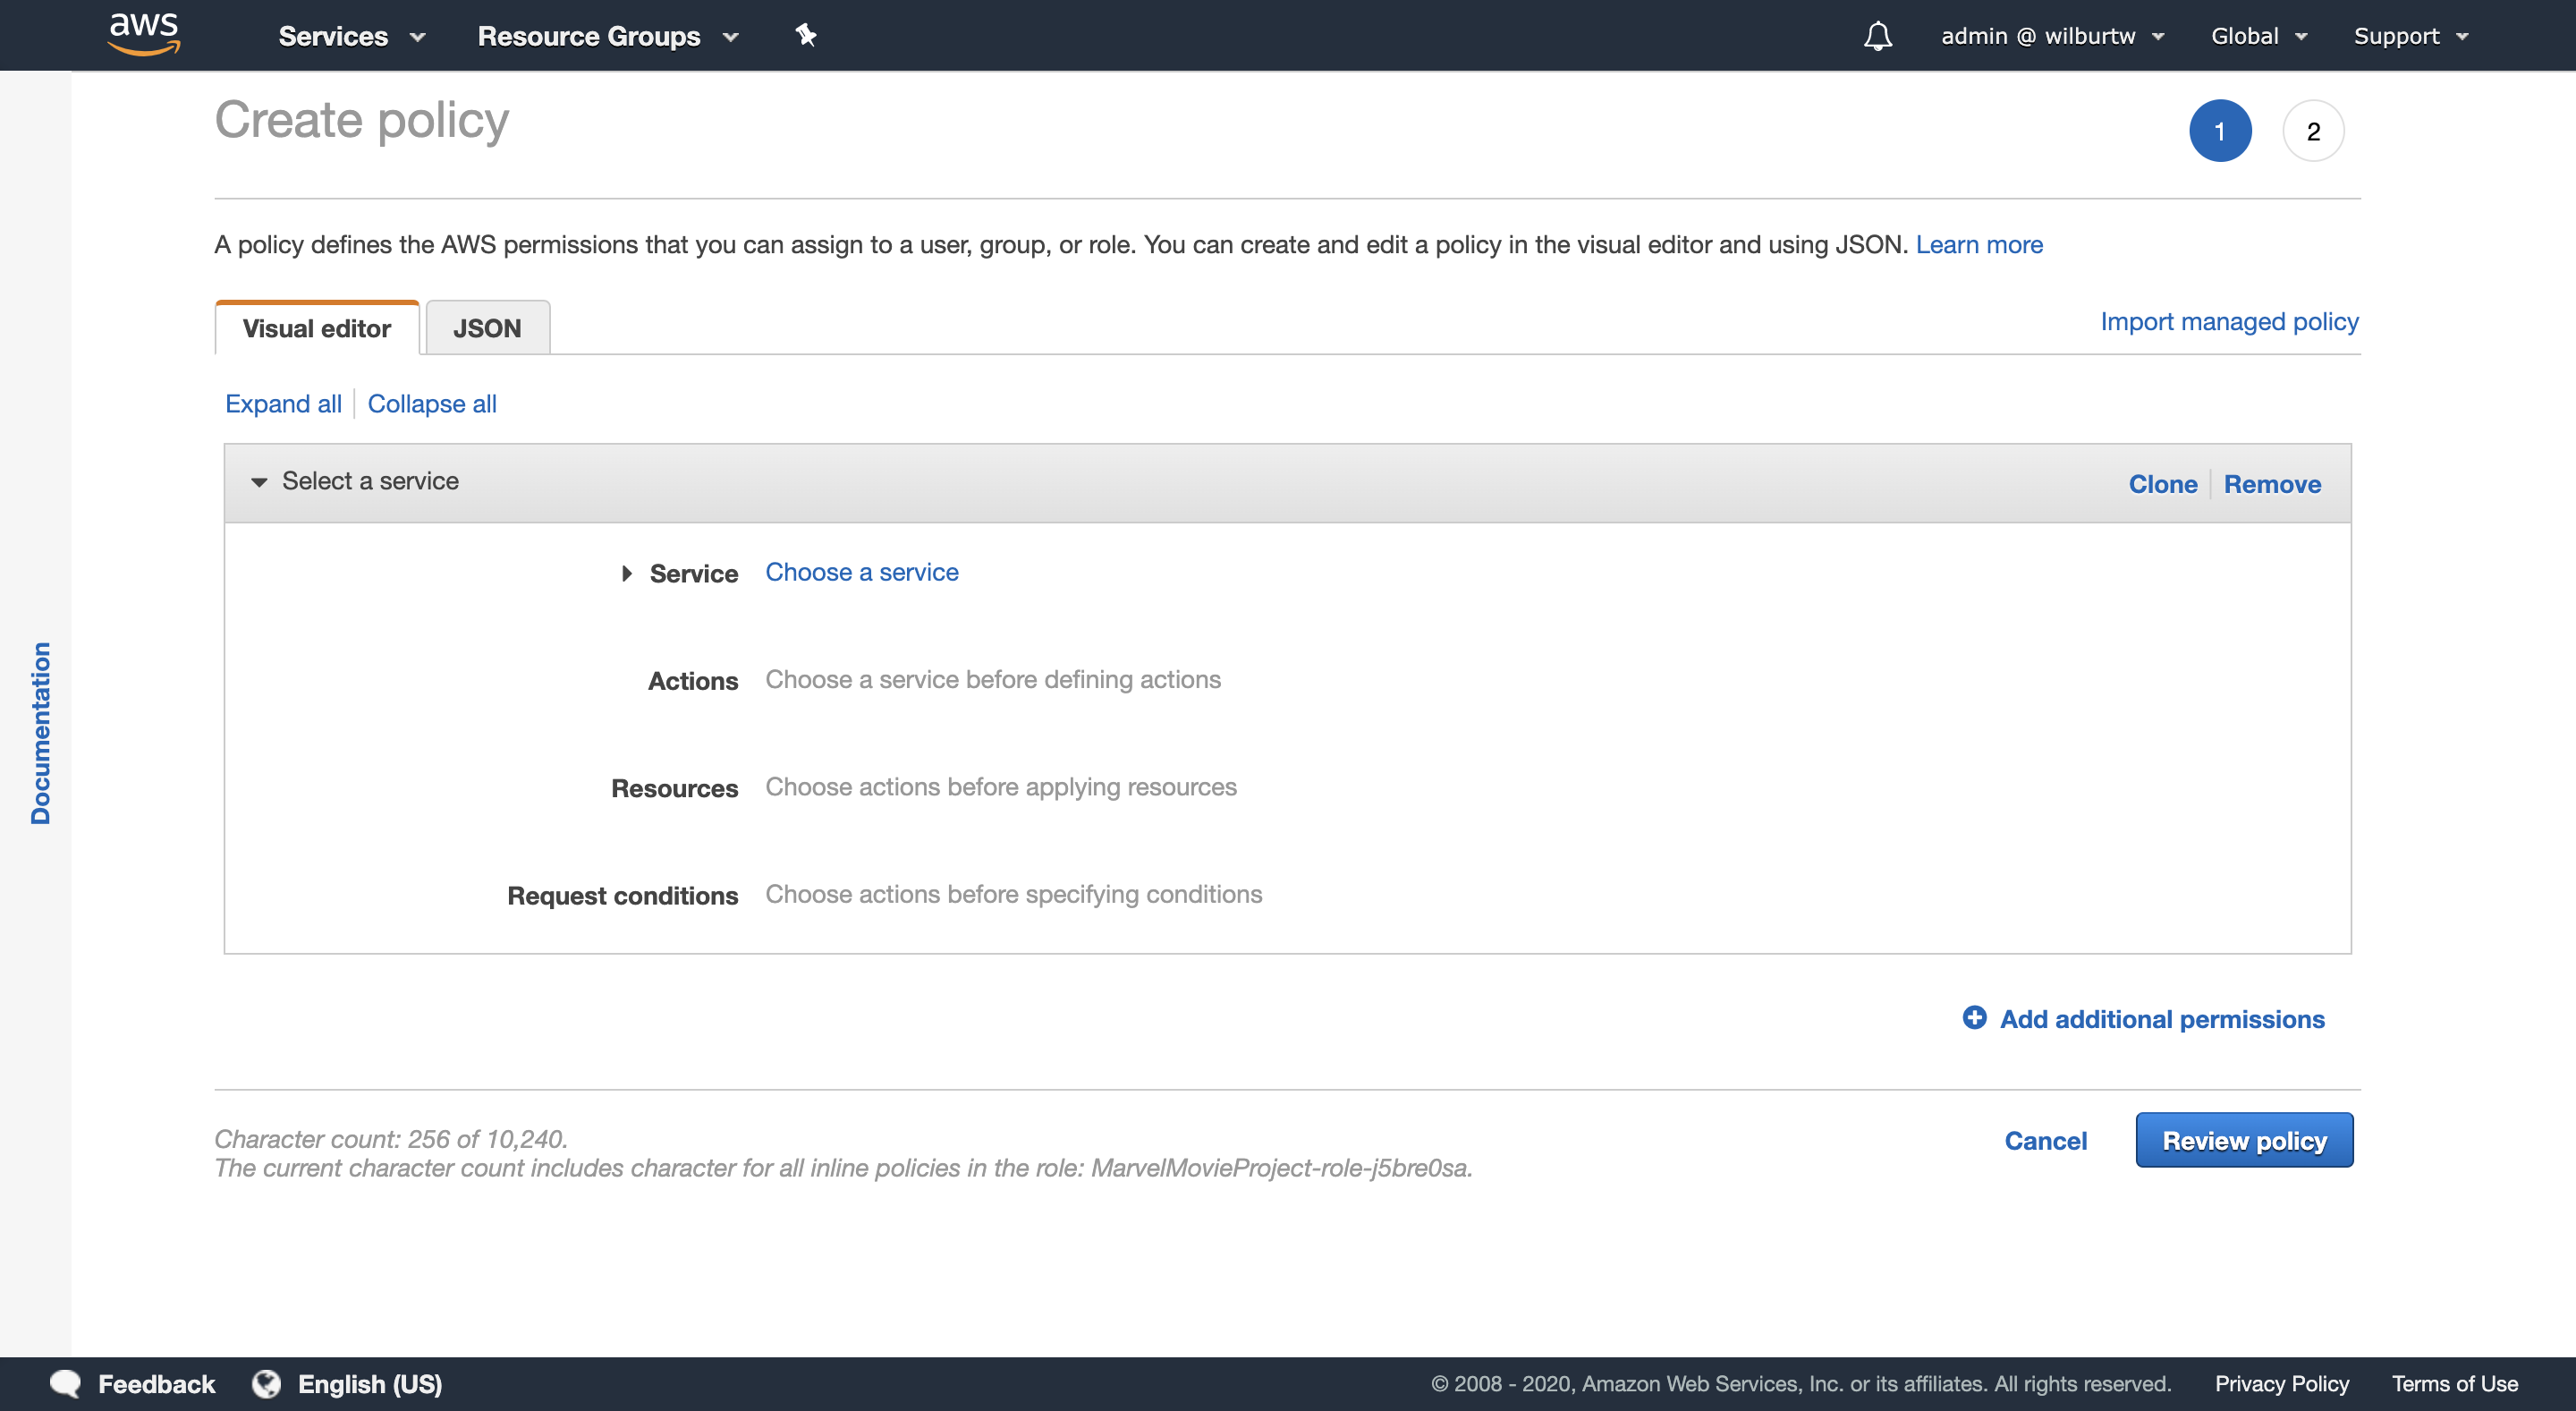 aws Services Resource Groups admin @ wilburtw Global Support
Create policy 1 2
A policy defines the AWS permissions that you can assign to a user, group, or role. You can create and edit a policy in the visual editor and using JSON. Learn more
Visual editor JSON Import managed policy
Expand all Collapse all
Select a service Clone Remove
Service Choose a service
Actions Choose a service before defining actions
Resources Choose actions before applying resources
Request conditions Choose actions before specifying conditions
Documentation
Add additional permissions
Character count: 256 of 10,240.
The current character count includes character for all inline policies in the role: MarvelMovieProject-role-j5bre0sa.
Cancel Review policy
Feedback English (US) © 2008 - 2020, Amazon Web Services, Inc. or its affiliates. All rights reserved. Privacy Policy Terms of Use